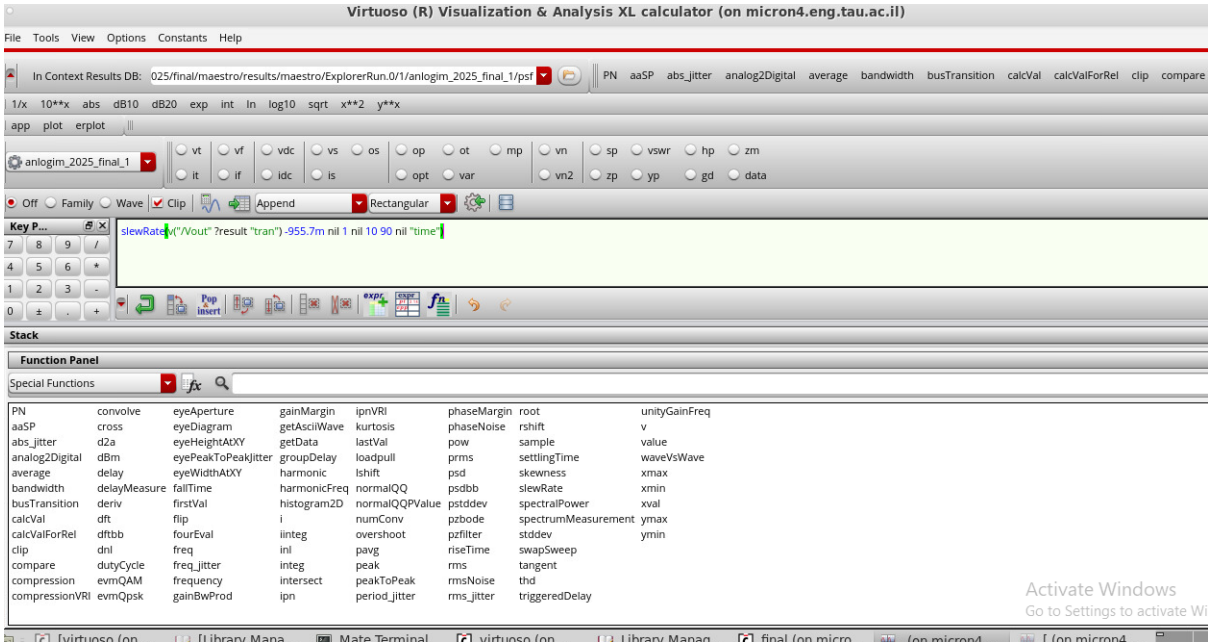 Virtuoso (R) Visualization & Analysis XL calculator (on micron4.eng.tau.ac.il)
File Tools View Options Constants Help
In Context Results DB: 025/final/maestro/results/maestro/ExplorerRun.0/1/anlogim_2025_final_1/psf PN aaSP abs_jitter analog2Digital average bandwidth busTransition calcVal calcValForRel clip compare
1/x 10**x abs dB10 dB20 exp int ln log10 sqrt x**2 y**x
app plot erplot
vt vf vdc vs os op ot mp vn sp vswr hp zm
anlogim_2025_final_1
it if idc is opt var vn2 zp yp gd data
Off Family Wave Clip Append Rectangular
Key P...
slewRate(v("/Vout" ?result "tran") -955.7m nil 1 nil 10 90 nil "time")
7 8 9 /
4 5 6 *
1 2 3 -
0 ± . +
Pop insert expr expr fn
Stack
Function Panel
Special Functions fx
PN convolve eyeAperture gainMargin ipnVRI phaseMargin root unityGainFreq
aaSP cross eyeDiagram getAsciiWave kurtosis phaseNoise rshift v
abs_jitter d2a eyeHeightAtXY getData lastVal pow sample value
analog2Digital dBm eyePeakToPeakJitter groupDelay loadpull prms settlingTime waveVsWave
average delay eyeWidthAtXY harmonic lshift psd skewness xmax
bandwidth delayMeasure fallTime harmonicFreq normalQQ psdbb slewRate xmin
busTransition deriv firstVal histogram2D normalQQPValue pstddev spectralPower xval
calcVal dft flip i numConv pzbode spectrumMeasurement ymax
calcValForRel dftbb fourEval iinteg overshoot pzfilter stddev ymin
clip dnl freq inl pavg riseTime swapSweep
compare dutyCycle freq_jitter integ peak rms tangent
compression evmQAM frequency intersect peakToPeak rmsNoise thd
compressionVRI evmQpsk gainBwProd ipn period_jitter rms_jitter triggeredDelay
Activate Windows
Go to Settings to activate Wi
[virtuoso (on [Library Mana Mate Terminal virtuoso (on Library Manag final (on micro (on micron4 [ (on micron4